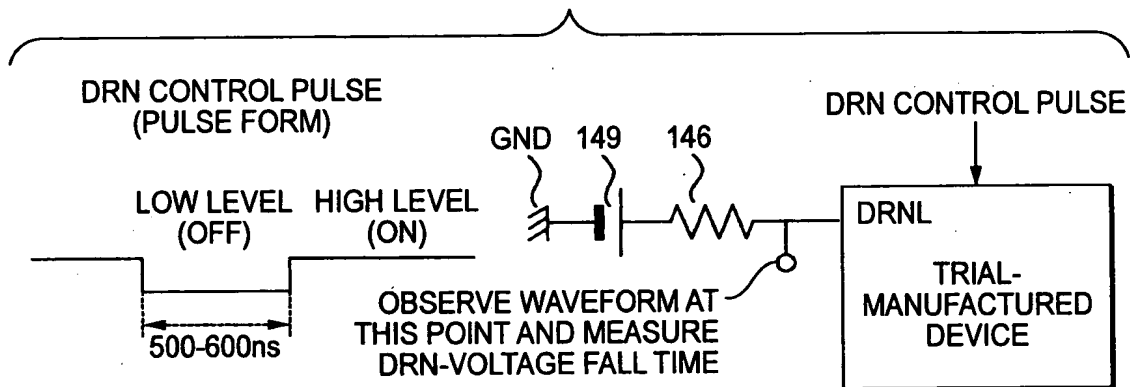 DRN CONTROL PULSE
(PULSE FORM)
LOW LEVEL
(OFF)
HIGH LEVEL
(ON)
500-600ns
GND
149
146
DRN CONTROL PULSE
DRNL
TRIAL-
MANUFACTURED
DEVICE
OBSERVE WAVEFORM AT
THIS POINT AND MEASURE
DRN-VOLTAGE FALL TIME